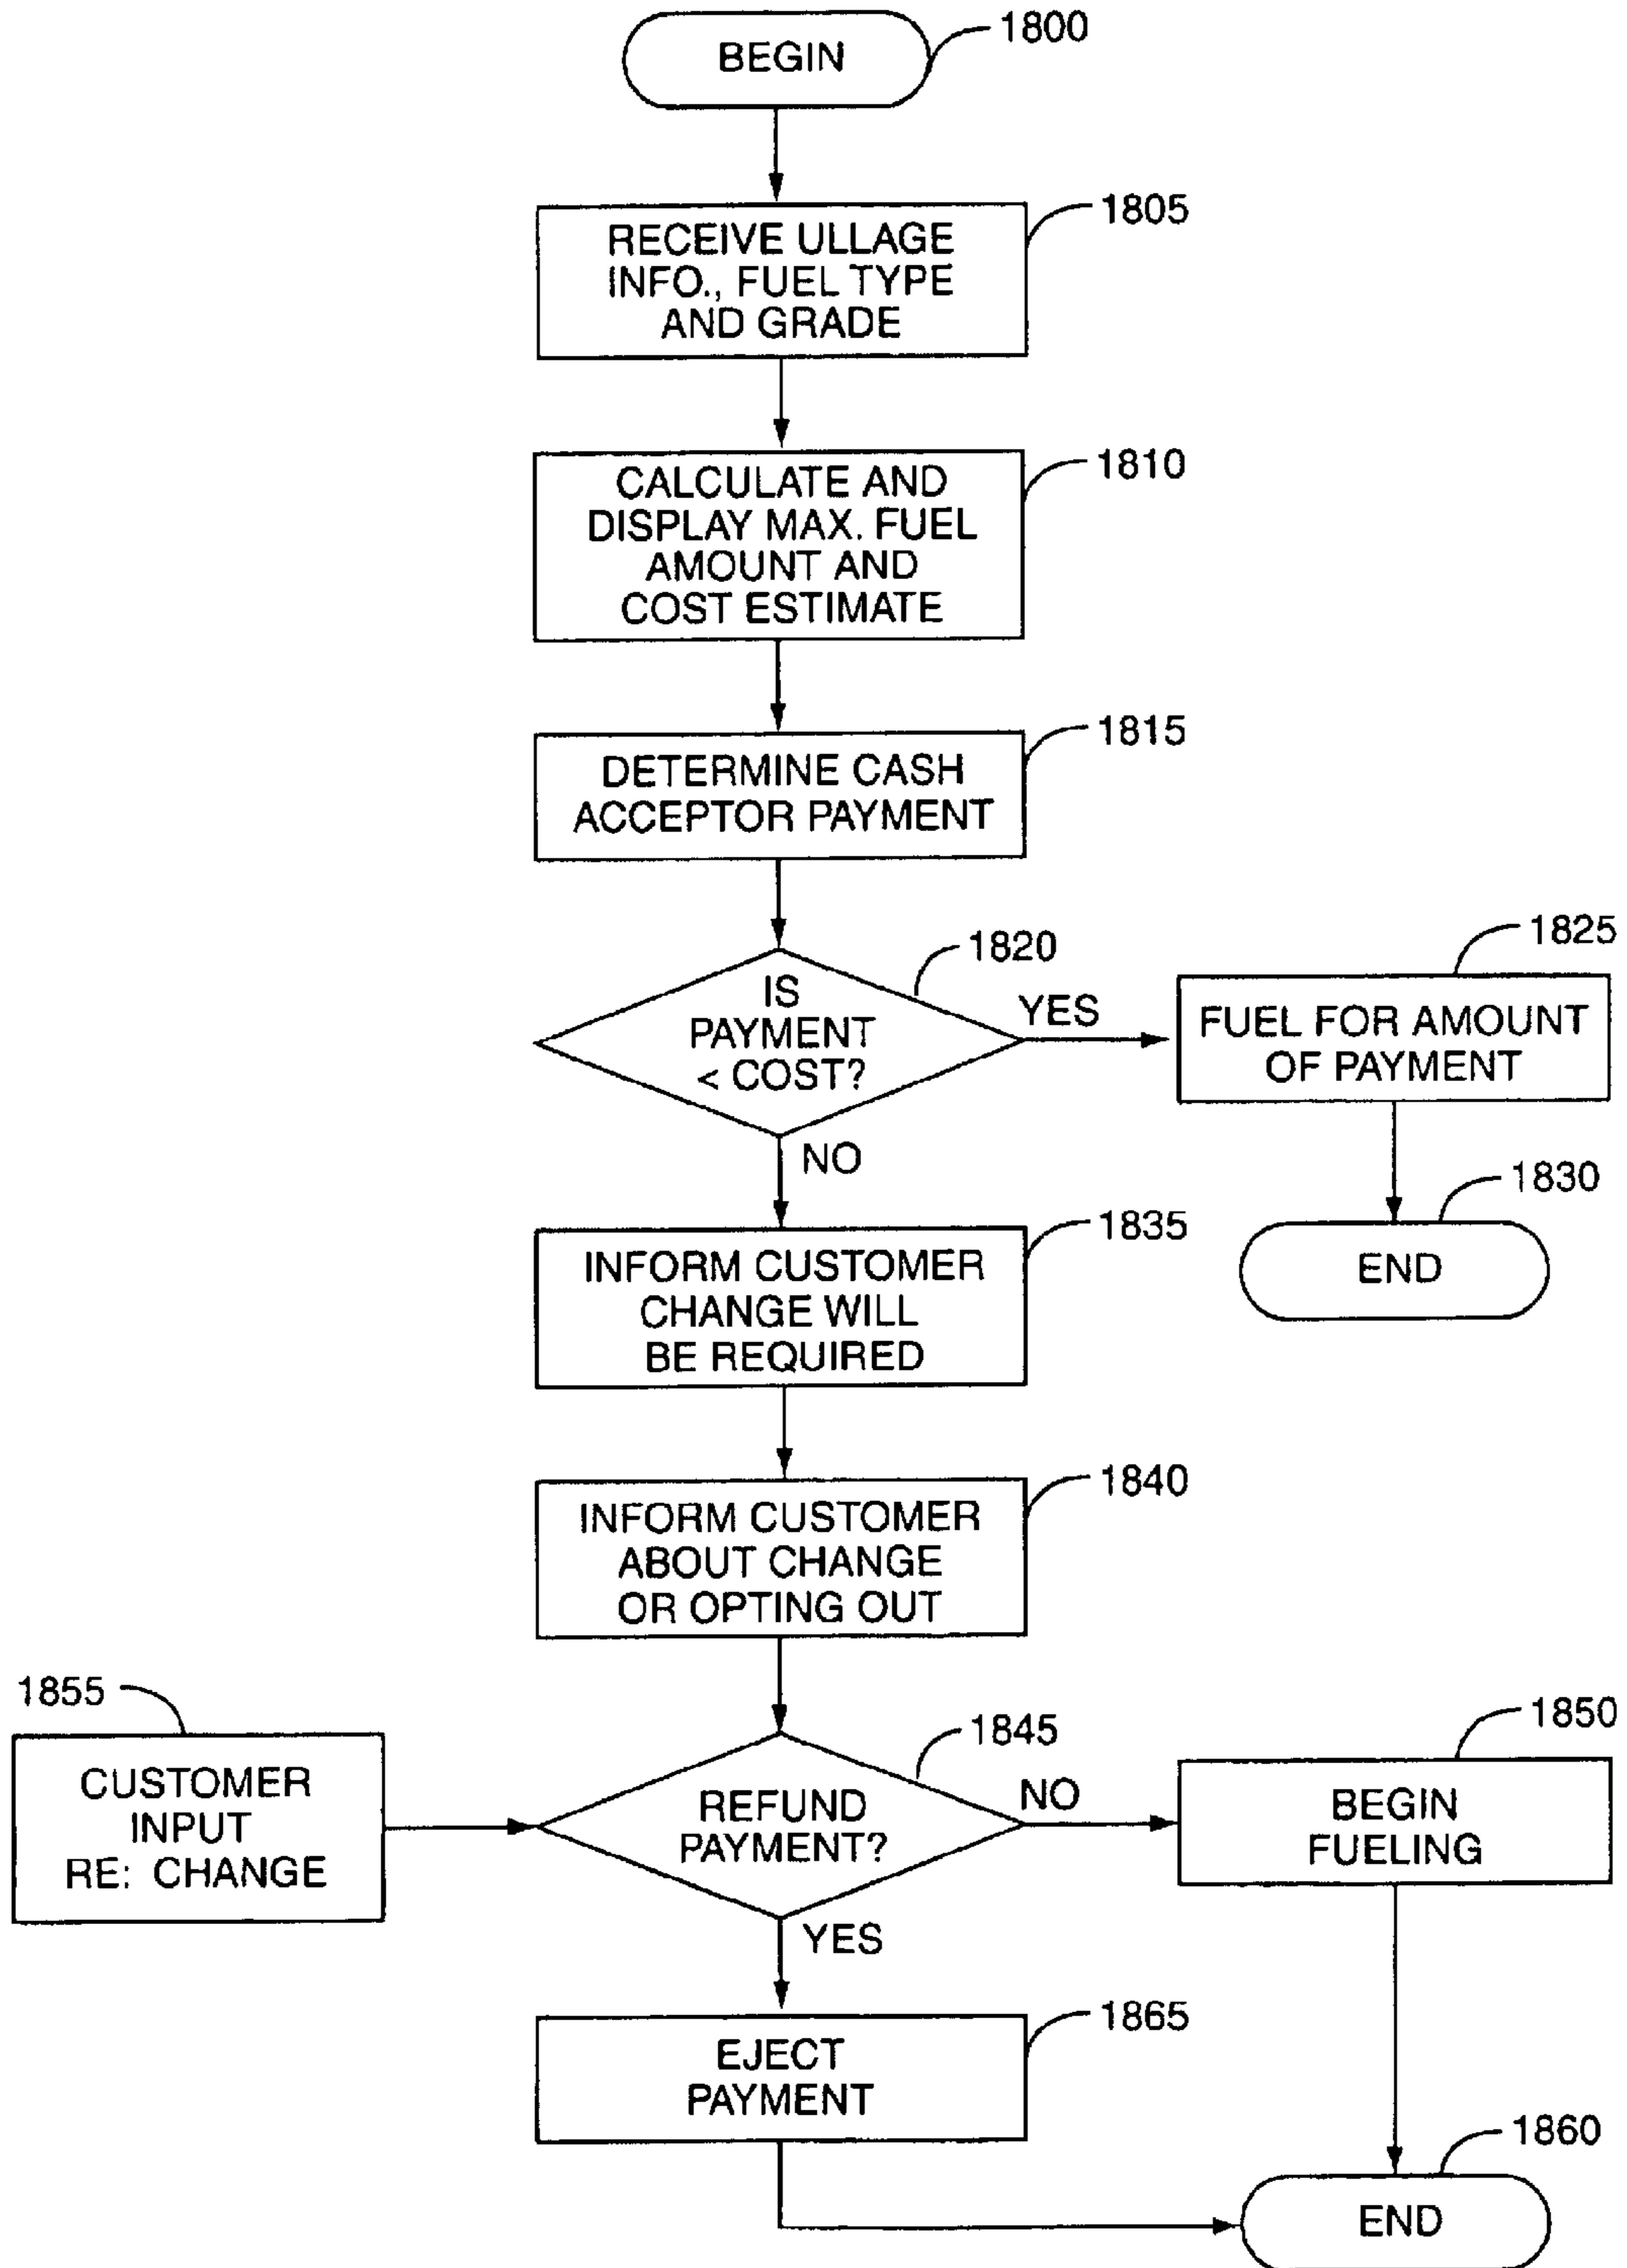 BEGIN
1800
RECEIVE ULLAGE
INFO., FUEL TYPE
AND GRADE
1805
CALCULATE AND
DISPLAY MAX. FUEL
AMOUNT AND
COST ESTIMATE
1810
DETERMINE CASH
ACCEPTOR PAYMENT
1815
IS
PAYMENT
< COST?
1820
YES
FUEL FOR AMOUNT
OF PAYMENT
1825
END
1830
NO
INFORM CUSTOMER
CHANGE WILL
BE REQUIRED
1835
INFORM CUSTOMER
ABOUT CHANGE
OR OPTING OUT
1840
CUSTOMER
INPUT
RE: CHANGE
1855
REFUND
PAYMENT?
1845
NO
BEGIN
FUELING
1850
YES
EJECT
PAYMENT
1865
END
1860